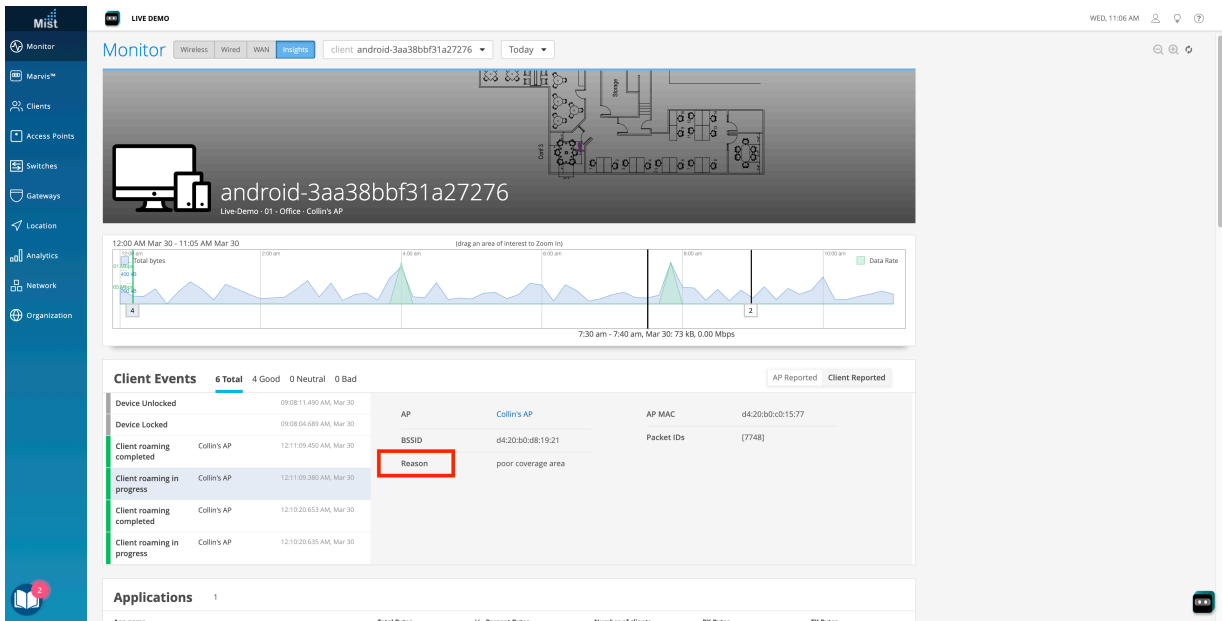 Mist
LIVE DEMO
WED, 11:06 AM
Monitor
Marvis™
Clients
Access Points
Switches
Gateways
Location
Analytics
Network
Organization
2
Monitor Wireless Wired WAN Insights client android-3aa38bbf31a27276 Today
Storage
Conf 3
android-3aa38bbf31a27276
Live-Demo · 01 - Office · Collin's AP
12:00 AM Mar 30 - 11:05 AM Mar 30 (drag an area of interest to Zoom in)
2:00 am 4:00 am 6:00 am 8:00 am 10:00 am
Total bytes Data Rate
400 kB
4 2
7:30 am - 7:40 am, Mar 30: 73 kB, 0.00 Mbps
Client Events 6 Total 4 Good 0 Neutral 0 Bad AP Reported Client Reported
Device Unlocked 09:08:11.490 AM, Mar 30
Device Locked 09:08:04.689 AM, Mar 30
Client roaming completed Collin's AP 12:11:09.450 AM, Mar 30
Client roaming in progress Collin's AP 12:11:09.380 AM, Mar 30
Client roaming completed Collin's AP 12:10:20.653 AM, Mar 30
Client roaming in progress Collin's AP 12:10:20.635 AM, Mar 30
AP Collin's AP AP MAC d4:20:b0:c0:15:77
BSSID d4:20:b0:d8:19:21 Packet IDs [7748]
Reason poor coverage area
Applications 1